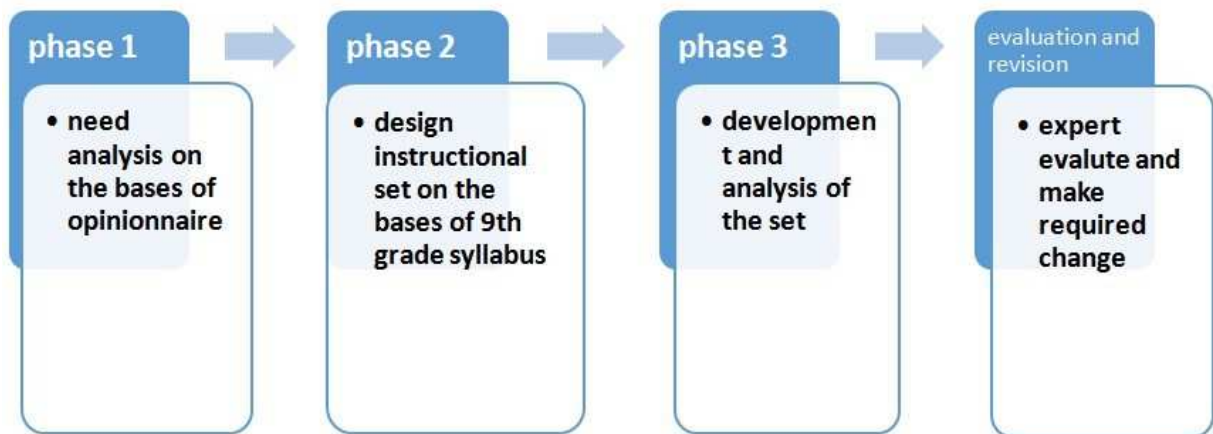 phase 1
• need
analysis on
the bases of
opinionnaire
phase 2
• design
instructional
set on the
bases of 9th
grade syllabus
phase 3
• developmen
t and
analysis of
the set
evaluation and
revision
• expert
evalute and
make
required
change